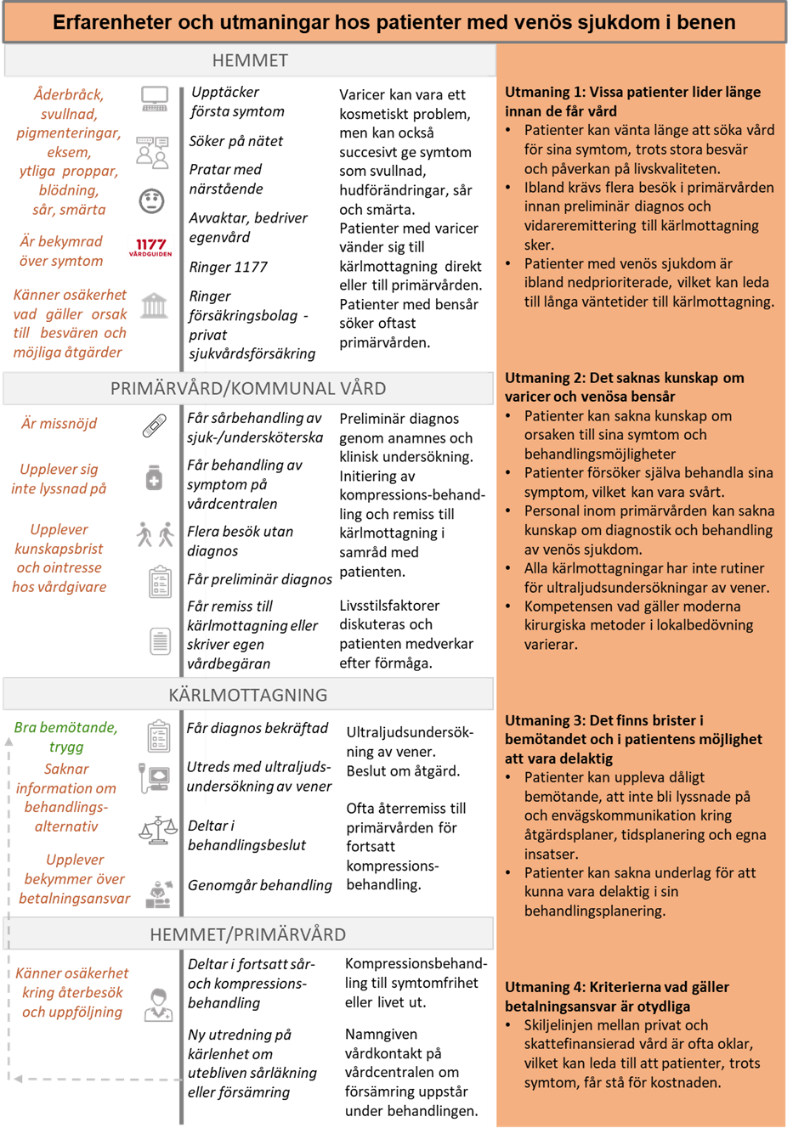 Erfarenheter och utmaningar hos patienter med venös sjukdom i benen
HEMMET
Åderbråck,
svullnad,
pigmenteringar,
eksem,
ytliga proppar,
blödning,
sår, smärta
Är bekymrad
över symtom
Känner osäkerhet
vad gäller orsak
till besvären och
möjliga åtgärder
1177
VÅRDGUIDEN
Upptäcker
första symtom
Söker på nätet
Pratar med
närstående
Avvaktar, bedriver
egenvård
Ringer 1177
Ringer
försäkringsbolag -
privat
sjukvårdsförsäkring
Varicer kan vara ett
kosmetiskt problem,
men kan också
succesivt ge symtom
som svullnad,
hudförändringar, sår
och smärta.
Patienter med varicer
vänder sig till
kärlmottagning direkt
eller till primärvården.
Patienter med bensår
söker oftast
primärvården.
PRIMÄRVÅRD/KOMMUNAL VÅRD
Är missnöjd
Upplever sig
inte lyssnad på
Upplever
kunskapsbrist
och ointresse
hos vårdgivare
Får sårbehandling av
sjuk-/undersköterska
Får behandling av
symptom på
vårdcentralen
Flera besök utan
diagnos
Får preliminär diagnos
Får remiss till
kärlmottagning eller
skriver egen
vårdbegäran
Preliminär diagnos
genom anamnes och
klinisk undersökning.
Initiering av
kompressions-behand-
ling och remiss till
kärlmottagning i
samråd med
patienten.
Livsstilsfaktorer
diskuteras och
patienten medverkar
efter förmåga.
KÄRLMOTTAGNING
Bra bemötande,
trygg
Saknar
information om
behandlings-
alternativ
Upplever
bekymmer över
betalningsansvar
Får diagnos bekräftad
Utreds med ultraljuds-
undersökning av vener
Deltar i
behandlingsbeslut
Genomgår behandling
Ultraljudsundersök-
ning av vener.
Beslut om åtgärd.
Ofta återremiss till
primärvården för
fortsatt
kompressions-
behandling.
HEMMET/PRIMÄRVÅRD
Känner osäkerhet
kring återbesök
och uppföljning
Deltar i fortsatt sår-
och kompressions-
behandling
Ny utredning på
kärlenhet om
utebliven sårläkning
eller försämring
Kompressionsbehand-
ling till symtomfrihet
eller livet ut.
Namngiven
vårdkontakt på
vårdcentralen om
försämring uppstår
under behandlingen.
Utmaning 1: Vissa patienter lider länge
innan de får vård
• Patienter kan vänta länge att söka vård
för sina symtom, trots stora besvär
och påverkan på livskvaliteten.
• Ibland krävs flera besök i primärvården
innan preliminär diagnos och
vidareremittering till kärlmottagning
sker.
• Patienter med venös sjukdom är
ibland nedprioriterade, vilket kan leda
till långa väntetider till kärlmottagning.
Utmaning 2: Det saknas kunskap om
varicer och venösa bensår
• Patienter kan sakna kunskap om
orsaken till sina symtom och
behandlingsmöjligheter
• Patienter försöker själva behandla sina
symptom, vilket kan vara svårt.
• Personal inom primärvården kan sakna
kunskap om diagnostik och behandling
av venös sjukdom.
• Alla kärlmottagningar har inte rutiner
för ultraljudsundersökningar av vener.
• Kompetensen vad gäller moderna
kirurgiska metoder i lokalbedövning
varierar.
Utmaning 3: Det finns brister i
bemötandet och i patientens möjlighet
att vara delaktig
• Patienter kan uppleva dåligt
bemötande, att inte bli lyssnade på
och envägskommunikation kring
åtgärdsplaner, tidsplanering och egna
insatser.
• Patienter kan sakna underlag för att
kunna vara delaktig i sin
behandlingsplanering.
Utmaning 4: Kriterierna vad gäller
betalningsansvar är otydliga
• Skiljelinjen mellan privat och
skattefinansierad vård är ofta oklar,
vilket kan leda till att patienter, trots
symtom, får stå för kostnaden.